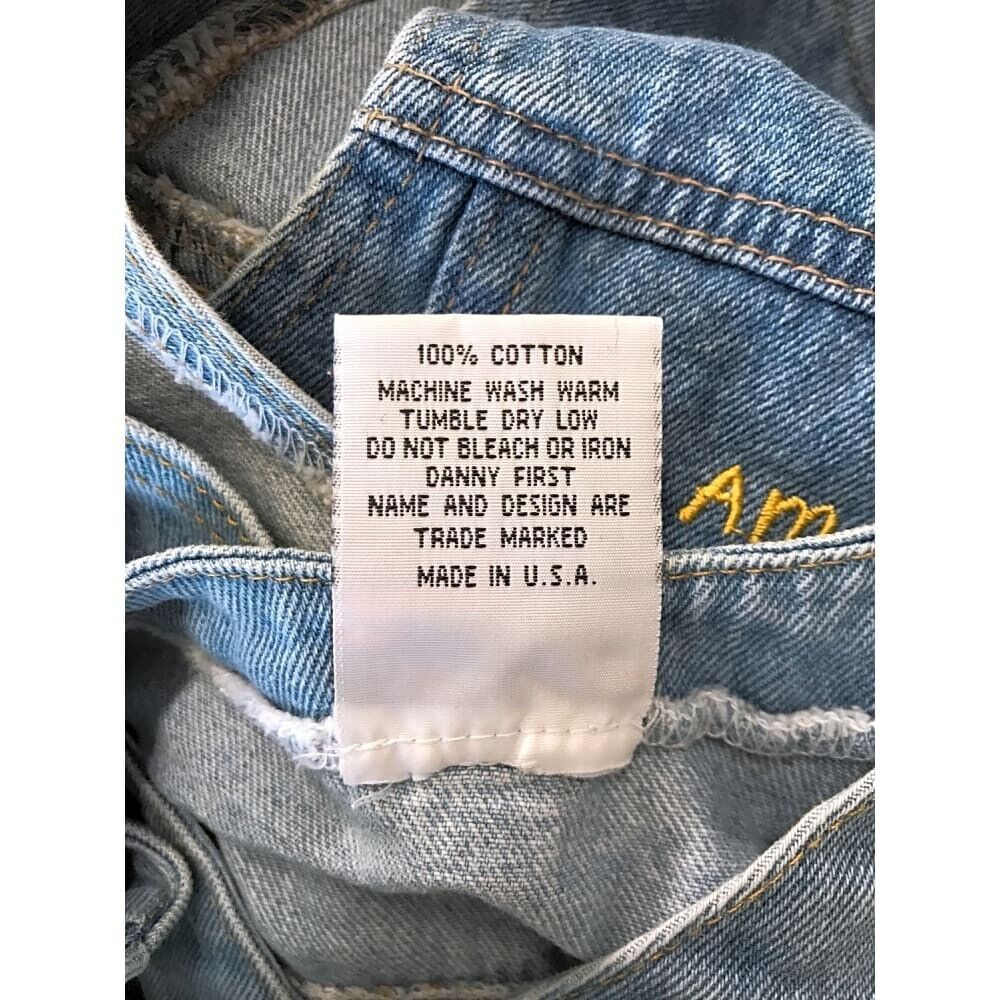 100% COTTON
MACHINE WASH WARM
TUMBLE DRY LOW
DO NOT BLEACH OR IRON
DANNY FIRST
NAME AND DESIGN ARE
TRADE MARKED
MADE IN U.S.A.
Am